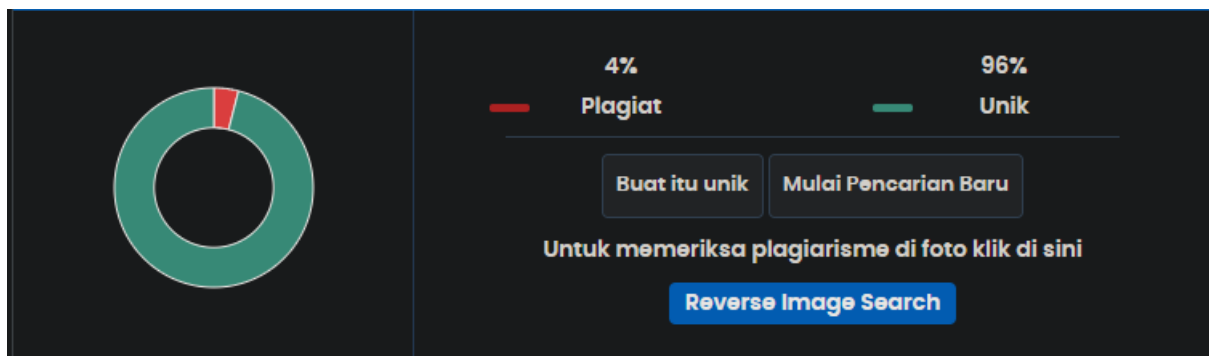 4% 96%
Plagiat Unik
Buat itu unik Mulai Pencarian Baru
Untuk memeriksa plagiarisme di foto klik di sini
Reverse Image Search